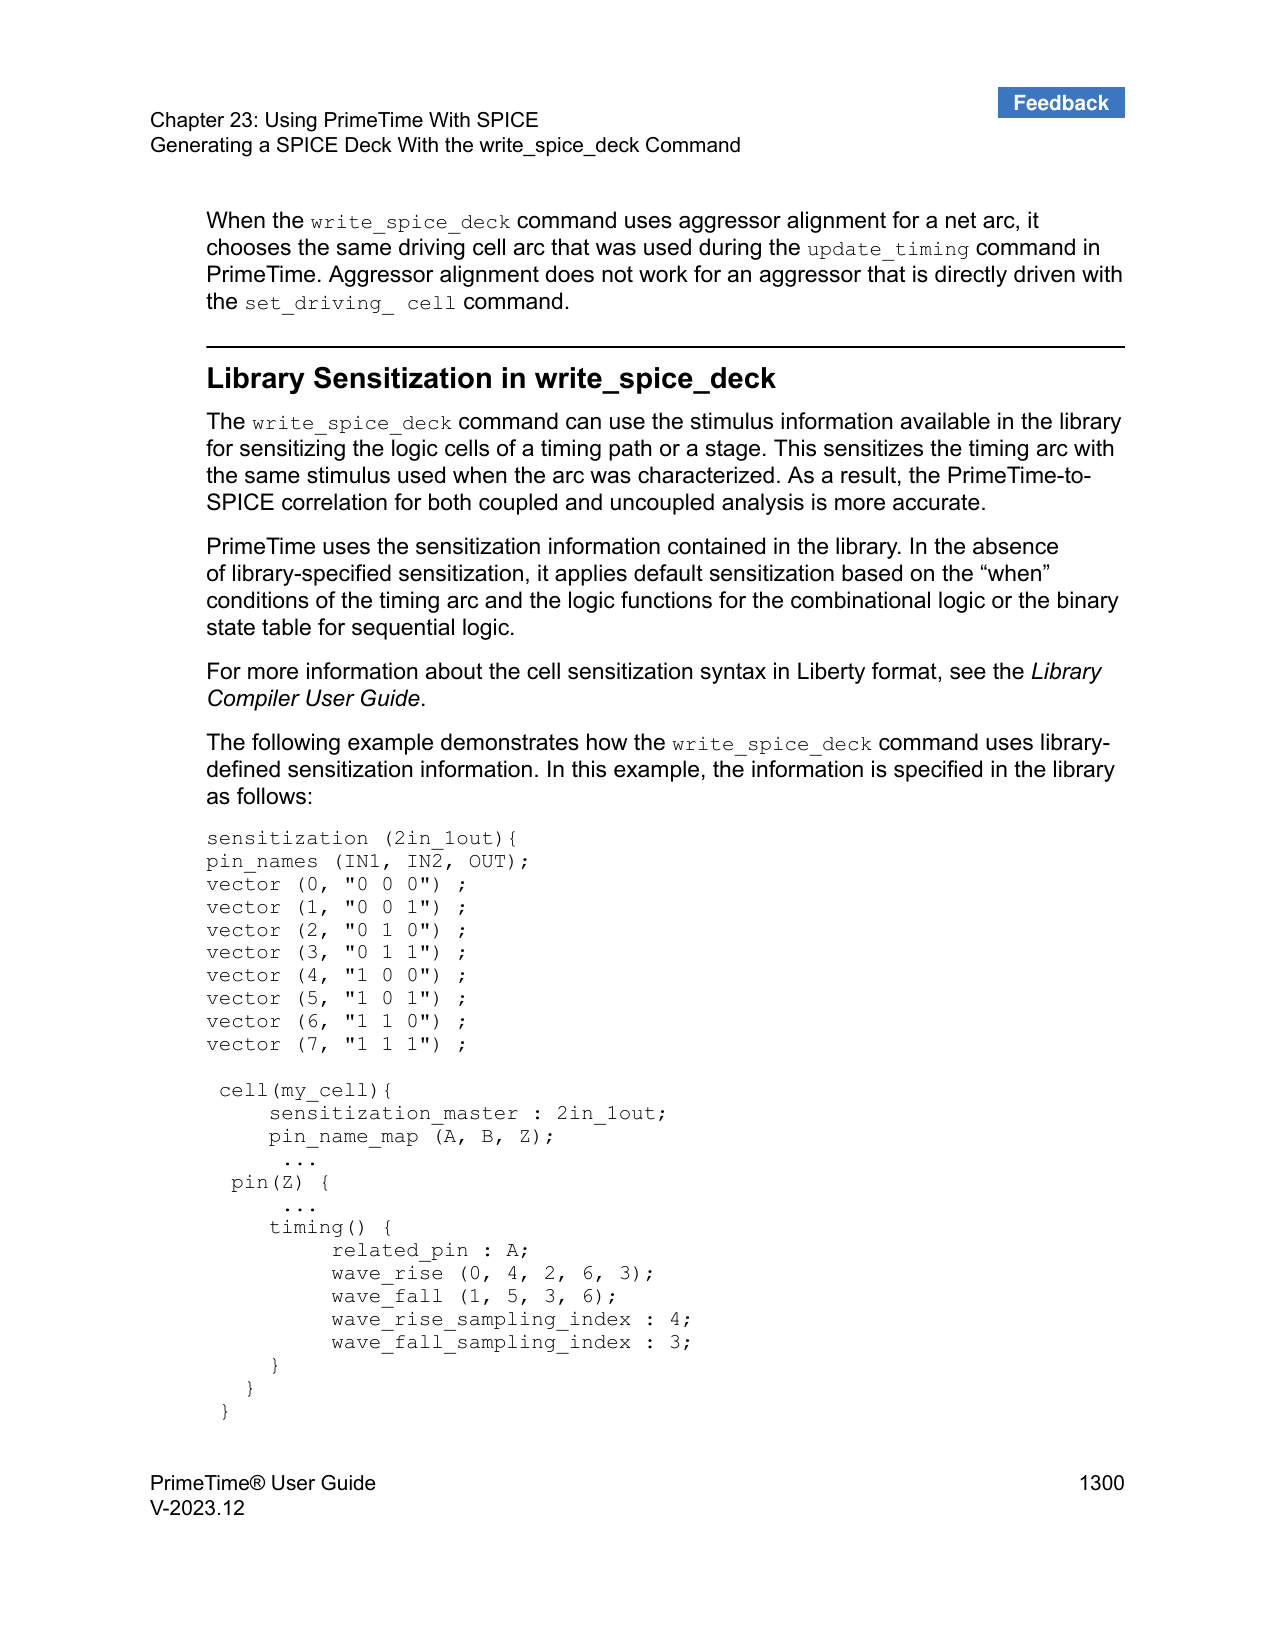 Feedback
Chapter 23: Using PrimeTime With SPICE
Generating a SPICE Deck With the write_spice_deck Command
When the write_spice_deck command uses aggressor alignment for a net arc, it
chooses the same driving cell arc that was used during the update_timing command in
PrimeTime. Aggressor alignment does not work for an aggressor that is directly driven with
the set_driving_ cell command.
Library Sensitization in write_spice_deck
The write_spice_deck command can use the stimulus information available in the library
for sensitizing the logic cells of a timing path or a stage. This sensitizes the timing arc with
the same stimulus used when the arc was characterized. As a result, the PrimeTime-to-
SPICE correlation for both coupled and uncoupled analysis is more accurate.
PrimeTime uses the sensitization information contained in the library. In the absence
of library-specified sensitization, it applies default sensitization based on the “when”
conditions of the timing arc and the logic functions for the combinational logic or the binary
state table for sequential logic.
For more information about the cell sensitization syntax in Liberty format, see the Library
Compiler User Guide.
The following example demonstrates how the write_spice_deck command uses library-
defined sensitization information. In this example, the information is specified in the library
as follows:
sensitization (2in_1out){
pin_names (IN1, IN2, OUT);
vector (0, "0 0 0") ;
vector (1, "0 0 1") ;
vector (2, "0 1 0") ;
vector (3, "0 1 1") ;
vector (4, "1 0 0") ;
vector (5, "1 0 1") ;
vector (6, "1 1 0") ;
vector (7, "1 1 1") ;
cell(my_cell){
sensitization_master : 2in_1out;
pin_name_map (A, B, Z);
...
pin(Z) {
...
timing() {
related_pin : A;
wave_rise (0, 4, 2, 6, 3);
wave_fall (1, 5, 3, 6);
wave_rise_sampling_index : 4;
wave_fall_sampling_index : 3;
}
}
}
PrimeTime® User Guide
1300
V-2023.12